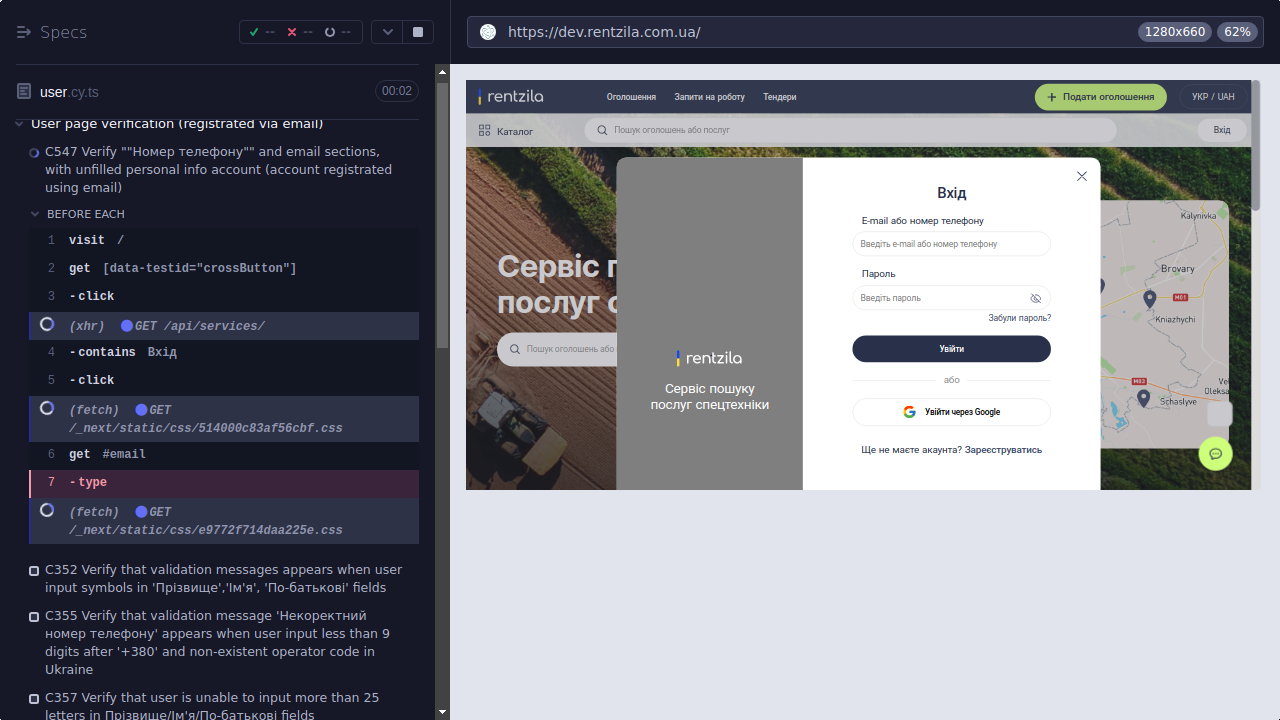 Specs
--
--
--
https://dev.rentzila.com.ua/
1280x660
62%
user.cy.ts
00:02
User page verification (registrated via email)
C547 Verify ""Номер телефону"" and email sections,
with unfilled personal info account (account registrated
using email)
BEFORE EACH
1 visit /
2 get [data-testid="crossButton"]
3 -click
(xhr) GET /api/services/
4 -contains Вхід
5 -click
(fetch) GET
/_next/static/css/514000c83af56cbf.css
6 get #email
7 -type
(fetch) GET
/_next/static/css/e9772f714daa225e.css
C352 Verify that validation messages appears when user
input symbols in 'Прізвище','Ім'я', 'По-батькові' fields
C355 Verify that validation message 'Некоректний
номер телефону' appears when user input less than 9
digits after '+380' and non-existent operator code in
Ukraine
C357 Verify that user is unable to input more than 25
letters in Прізвище/Ім'я/По-батькові fields
rentzila
Оголошення
Запити на роботу
Тендери
+ Подати оголошення
УКР / UAH
Каталог
Пошук оголошень або послуг
Вхід
Сервіс п
послуг с
Пошук оголошень або
rentzila
Сервіс пошуку
послуг спецтехніки
Вхід
E-mail або номер телефону
Введіть e-mail або номер телефону
Пароль
Введіть пароль
Забули пароль?
Увійти
або
Увійти через Google
Ще не маєте акаунта? Зареєструватись
Kalynivka
Brovary
M01
Kniazhychi
M03
Schaslyve
Vel
Oleksa